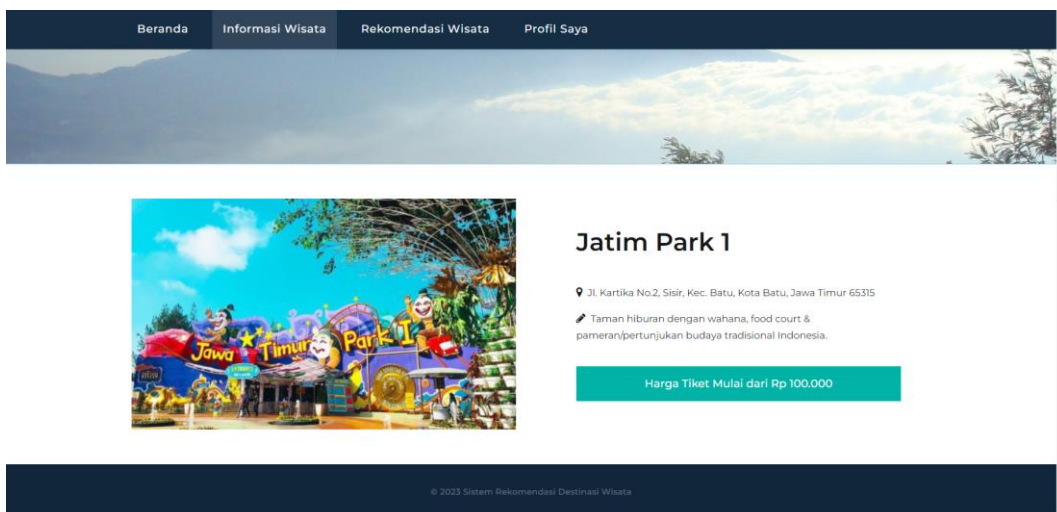 Beranda Informasi Wisata Rekomendasi Wisata Profil Saya
Jawa Timur Park I
Jatim Park 1
Jl. Kartika No.2, Sisir, Kec. Batu, Kota Batu, Jawa Timur 65315
Taman hiburan dengan wahana, food court &
pameran/pertunjukan budaya tradisional Indonesia.
Harga Tiket Mulai dari Rp 100.000
© 2023 Sistem Rekomendasi Destinasi Wisata